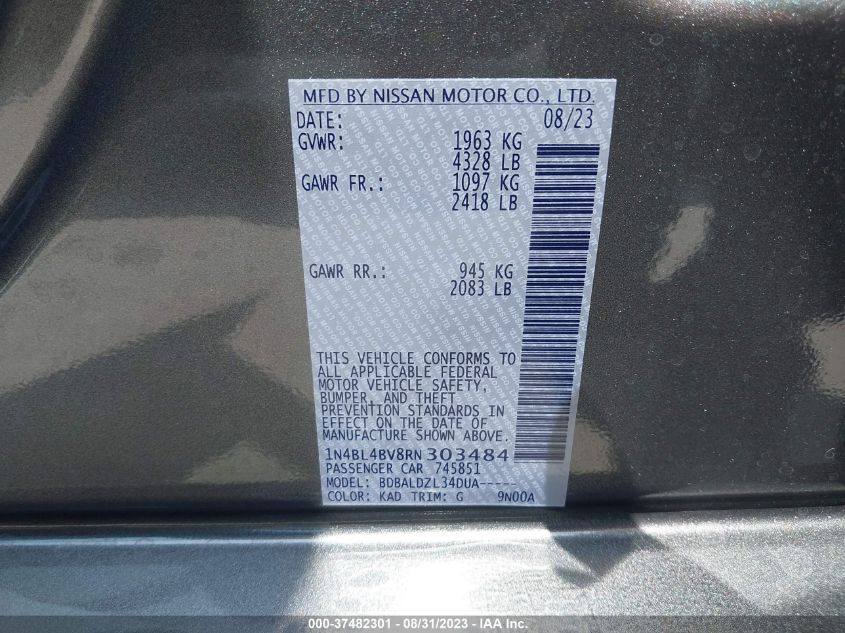 MFD BY NISSAN MOTOR CO., LTD.
DATE: 08/23
GVWR: 1963 KG
4328 LB
GAWR FR.: 1097 KG
2418 LB
GAWR RR.: 945 KG
2083 LB
THIS VEHICLE CONFORMS TO
ALL APPLICABLE FEDERAL
MOTOR VEHICLE SAFETY,
BUMPER, AND THEFT
PREVENTION STANDARDS IN
EFFECT ON THE DATE OF
MANUFACTURE SHOWN ABOVE.
1N4BL4BV8RN303484
PASSENGER CAR 745851
MODEL: BDBALDZL34DUA-----
COLOR: KAD TRIM: G 9N00A
000-37482301 - 08/31/2023 - IAA Inc.